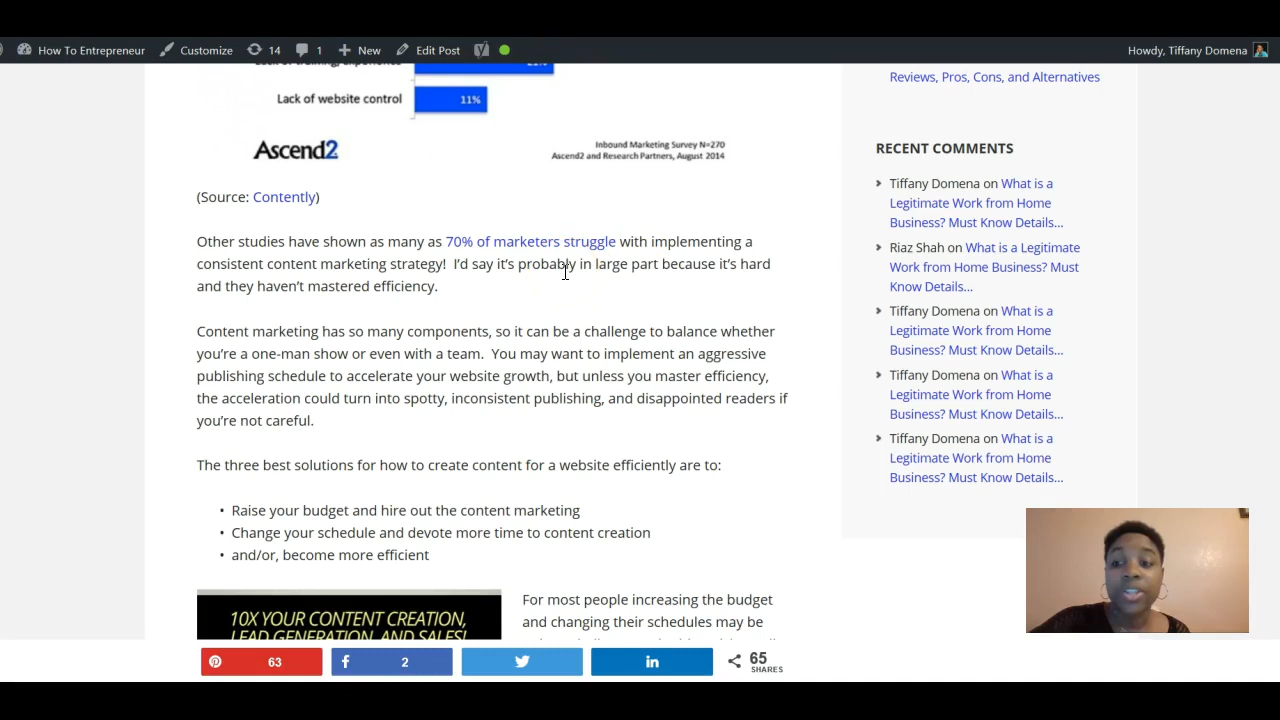 How To Entrepreneur Customize 14 1 New Edit Post Howdy, Tiffany Domena
21%
Lack of website control 11%
Ascend2
Inbound Marketing Survey N=270
Ascend2 and Research Partners, August 2014
(Source: Contently)
Other studies have shown as many as 70% of marketers struggle with implementing a
consistent content marketing strategy!  I'd say it's probably in large part because it's hard
and they haven't mastered efficiency.
Content marketing has so many components, so it can be a challenge to balance whether
you're a one-man show or even with a team.  You may want to implement an aggressive
publishing schedule to accelerate your website growth, but unless you master efficiency,
the acceleration could turn into spotty, inconsistent publishing, and disappointed readers if
you're not careful.
The three best solutions for how to create content for a website efficiently are to:
• Raise your budget and hire out the content marketing
• Change your schedule and devote more time to content creation
• and/or, become more efficient
10X YOUR CONTENT CREATION,
LEAD GENERATION, AND SALES!
For most people increasing the budget
and changing their schedules may be
63 2 65
SHARES
Reviews, Pros, Cons, and Alternatives
RECENT COMMENTS
Tiffany Domena on What is a
Legitimate Work from Home
Business? Must Know Details...
Riaz Shah on What is a Legitimate
Work from Home Business? Must
Know Details...
Tiffany Domena on What is a
Legitimate Work from Home
Business? Must Know Details...
Tiffany Domena on What is a
Legitimate Work from Home
Business? Must Know Details...
Tiffany Domena on What is a
Legitimate Work from Home
Business? Must Know Details...